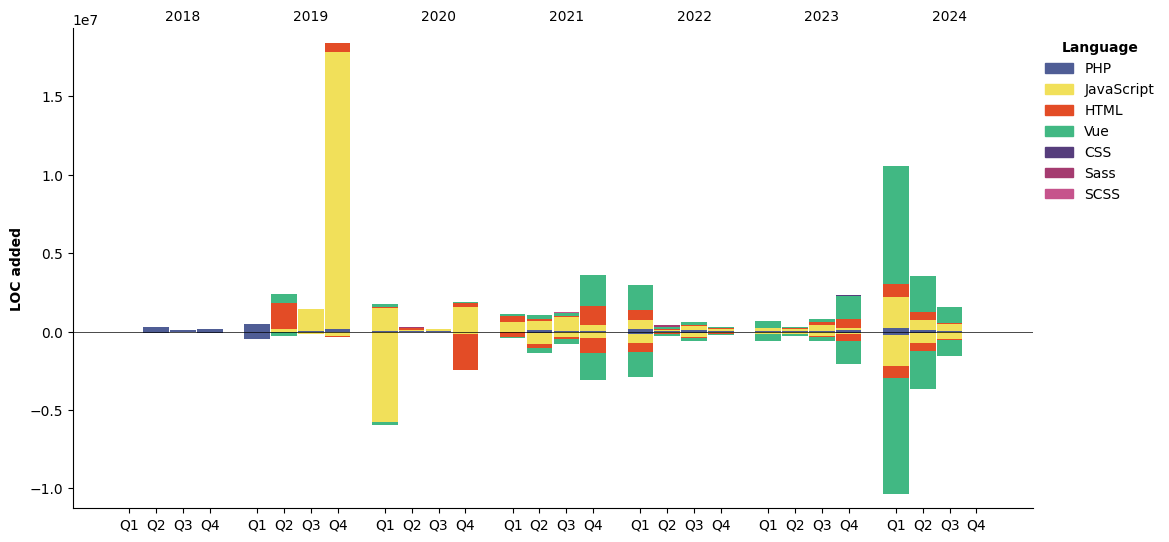 1e7
2018 2019 2020 2021 2022 2023 2024
Language
PHP
JavaScript
HTML
Vue
CSS
Sass
SCSS
LOC added
1.5
1.0
0.5
0.0
−0.5
−1.0
Q1 Q2 Q3 Q4 Q1 Q2 Q3 Q4 Q1 Q2 Q3 Q4 Q1 Q2 Q3 Q4 Q1 Q2 Q3 Q4 Q1 Q2 Q3 Q4 Q1 Q2 Q3 Q4